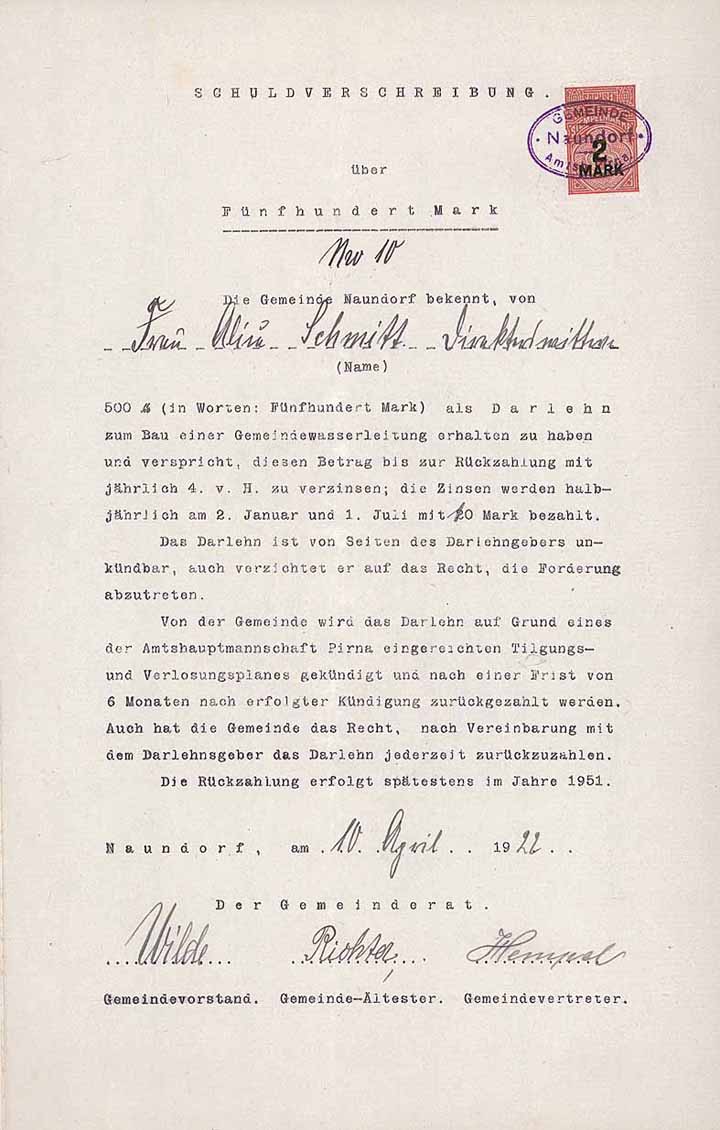 SCHULDVERSCHREIBUNG.
GEMEINDE
Naundorf
2
MARK
über
Fünfhundert Mark
No 10
Die Gemeinde Naundorf bekennt, von
Frau Schmitt Direktorswittwe
(Name)
500 ℳ (in Worten: Fünfhundert Mark) als Darlehn
zum Bau einer Gemeindewasserleitung erhalten zu haben
und verspricht, diesen Betrag bis zur Rückzahlung mit
jährlich 4. v. H. zu verzinsen; die Zinsen werden halb-
jährlich am 2. Januar und 1. Juli mit 10 Mark bezahlt.
Das Darlehn ist von Seiten des Darlehngebers un-
kündbar, auch verzichtet er auf das Recht, die Forderung
abzutreten.
Von der Gemeinde wird das Darlehn auf Grund eines
der Amtshauptmannschaft Pirna eingereichten Tilgungs-
und Verlosungsplanes gekündigt und nach einer Frist von
6 Monaten nach erfolgter Kündigung zurückgezahlt werden.
Auch hat die Gemeinde das Recht, nach Vereinbarung mit
dem Darlehnsgeber das Darlehn jederzeit zurückzuzahlen.
Die Rückzahlung erfolgt spätestens im Jahre 1951.
Naundorf, am 10. April 1922
Der Gemeinderat.
Wilde Richter Hempel
Gemeindevorstand. Gemeinde-Ältester. Gemeindevertreter.